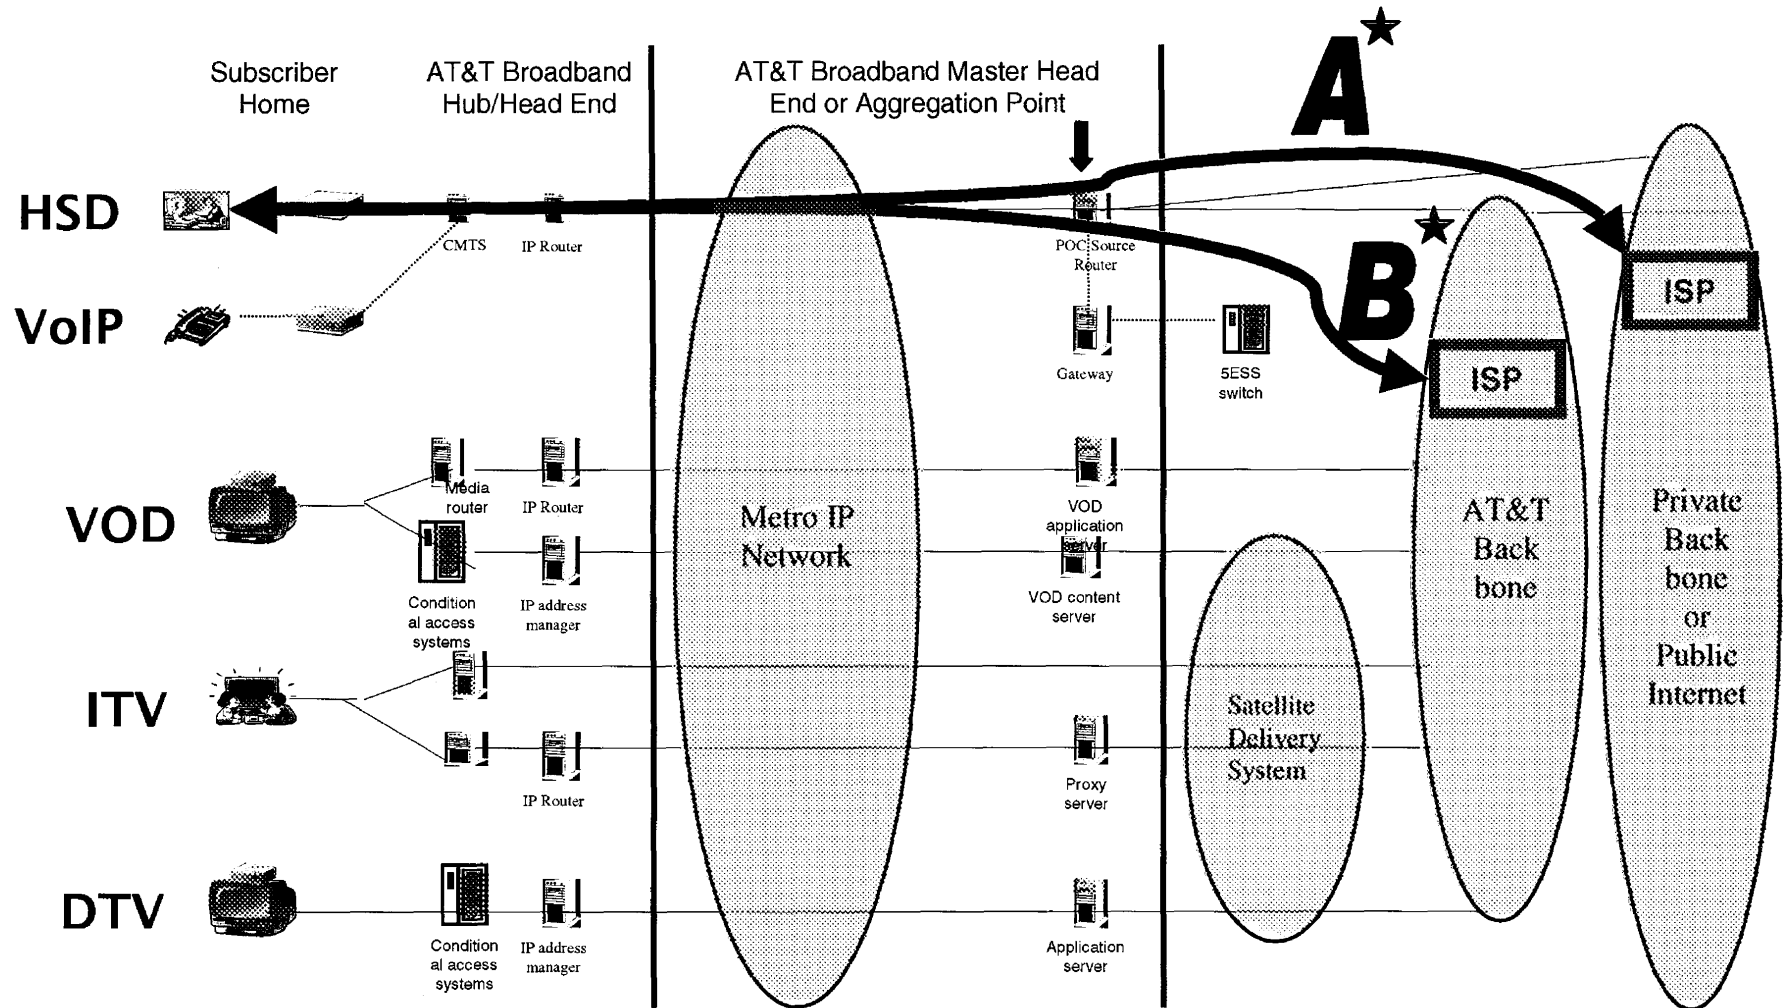 Subscriber
Home
AT&T Broadband
Hub/Head End
AT&T Broadband Master Head
End or Aggregation Point
A
HSD
CMTS
IP Router
POC Source
Router
B
ISP
VoIP
Gateway
5ESS
switch
ISP
VOD
Media
router
IP Router
VOD
application
server
Condition
al access
systems
IP address
manager
VOD content
server
Metro IP
Network
AT&T
Back
bone
Private
Back
bone
or
Public
Internet
ITV
IP Router
Proxy
server
Satellite
Delivery
System
DTV
Condition
al access
systems
IP address
manager
Application
server